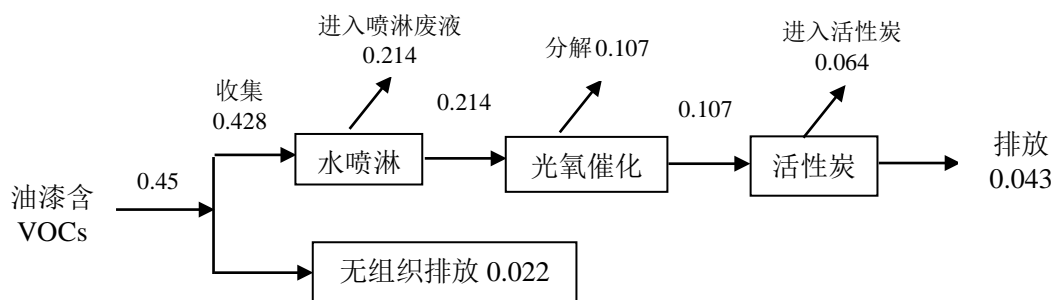 进入喷淋废液
0.214
分解0.107
进入活性炭
0.064
收集
0.428
0.214
0.107
水喷淋
光氧催化
活性炭
排放
0.043
0.45
油漆含
VOCs
无组织排放 0.022